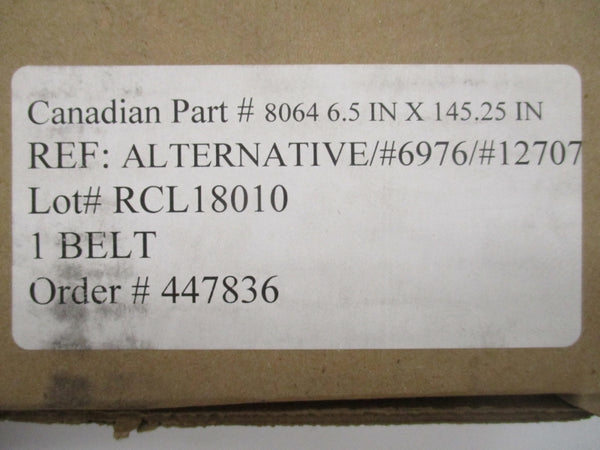 Canadian Part # 8064 6.5 IN X 145.25 IN
REF: ALTERNATIVE/#6976/#12707
Lot# RCL18010
1 BELT
Order # 447836